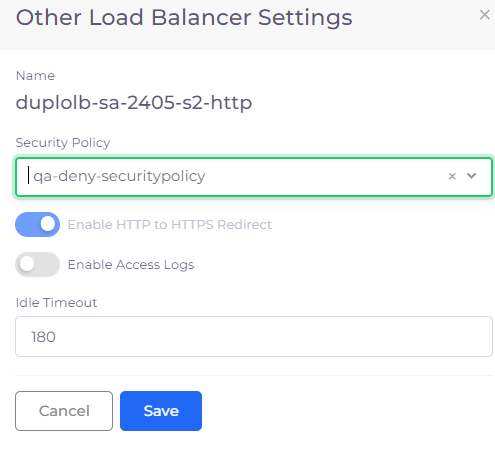 Other Load Balancer Settings
×
Name
duplolb-sa-2405-s2-http
Security Policy
qa-deny-securitypolicy
×
Enable HTTP to HTTPS Redirect
Enable Access Logs
Idle Timeout
180
Cancel
Save